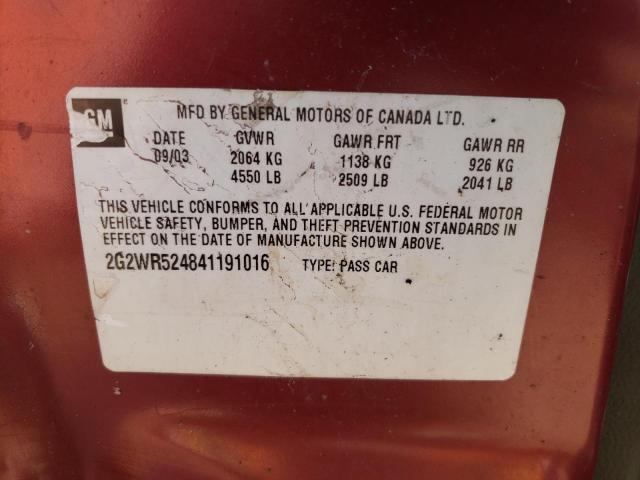 GM
MFD BY GENERAL MOTORS OF CANADA LTD.
DATE GVWR GAWR FRT GAWR RR
09/03 2064 KG 1138 KG 926 KG
4550 LB 2509 LB 2041 LB
THIS VEHICLE CONFORMS TO ALL APPLICABLE U.S. FEDERAL MOTOR
VEHICLE SAFETY, BUMPER, AND THEFT PREVENTION STANDARDS IN
EFFECT ON THE DATE OF MANUFACTURE SHOWN ABOVE.
2G2WR524841191016 TYPE: PASS CAR